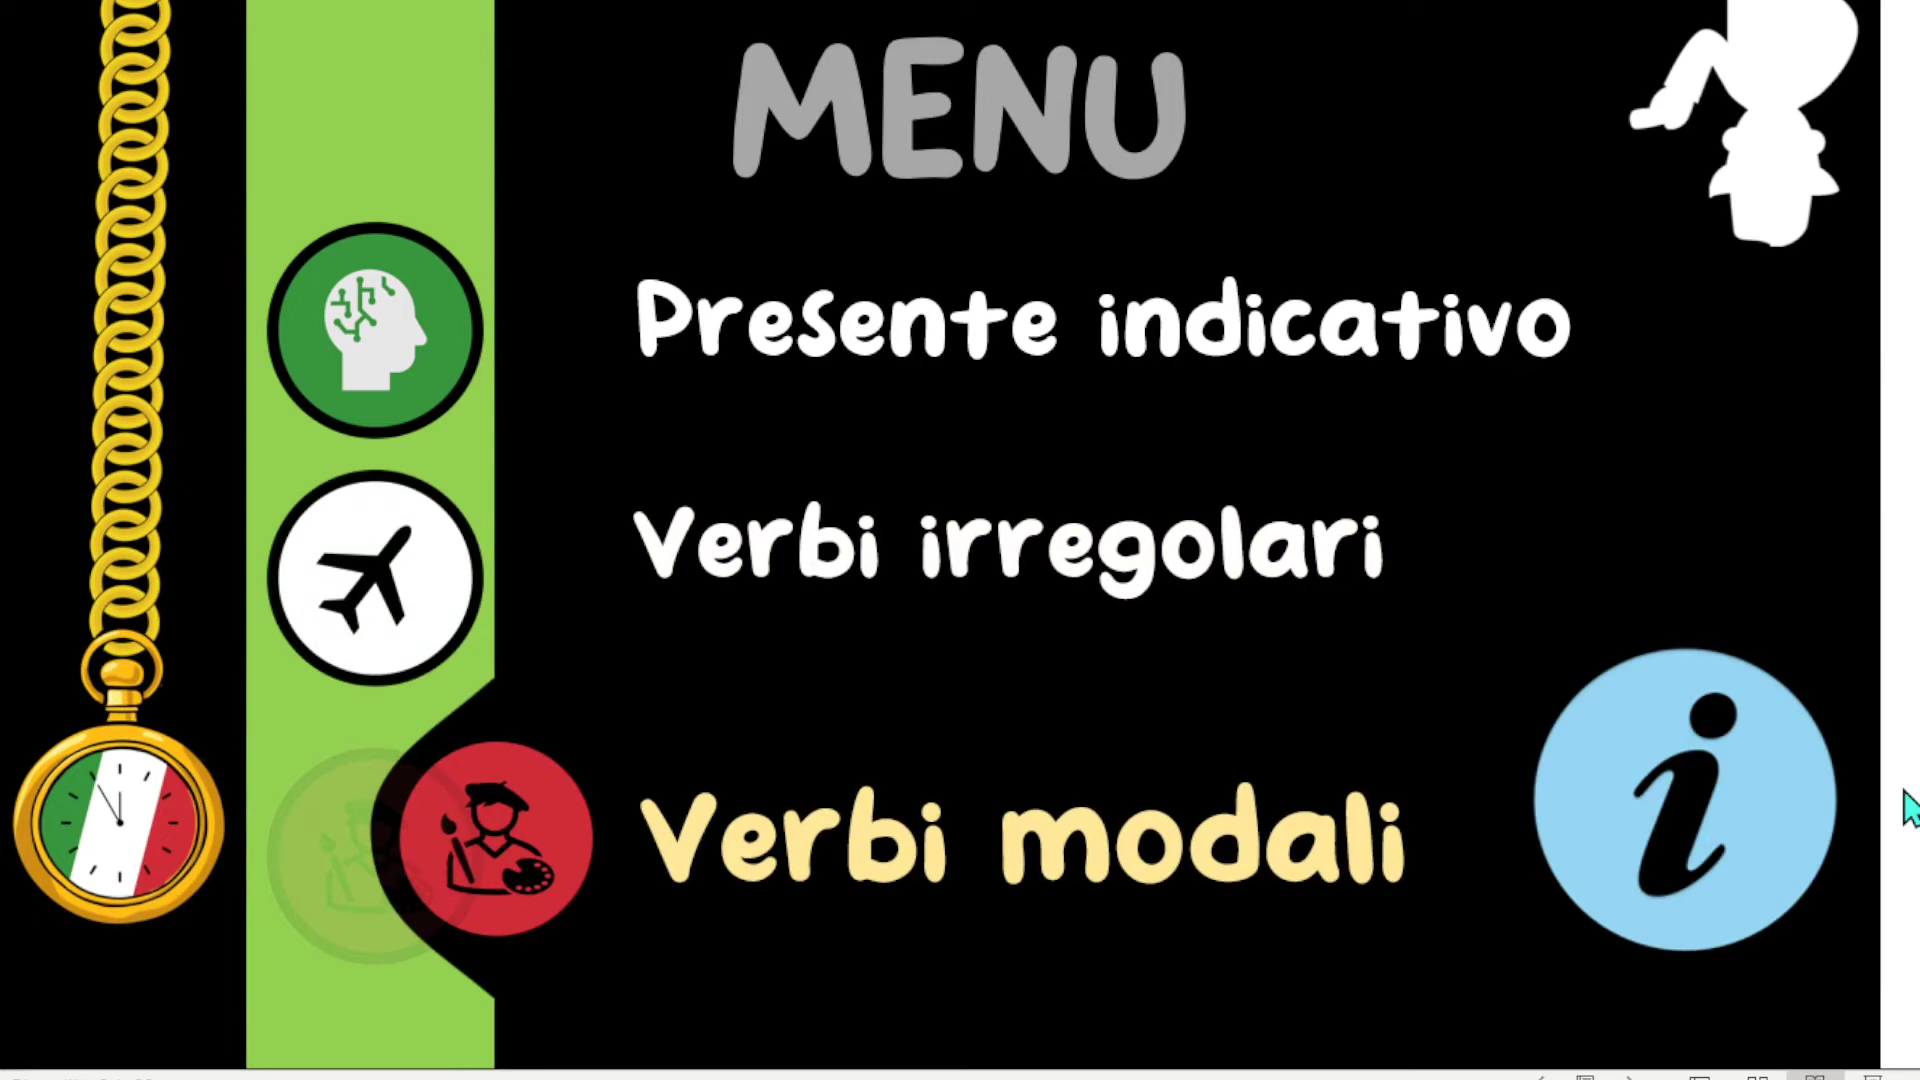 MENU
Presente indicativo
Verbi irregolari
Verbi modali
i